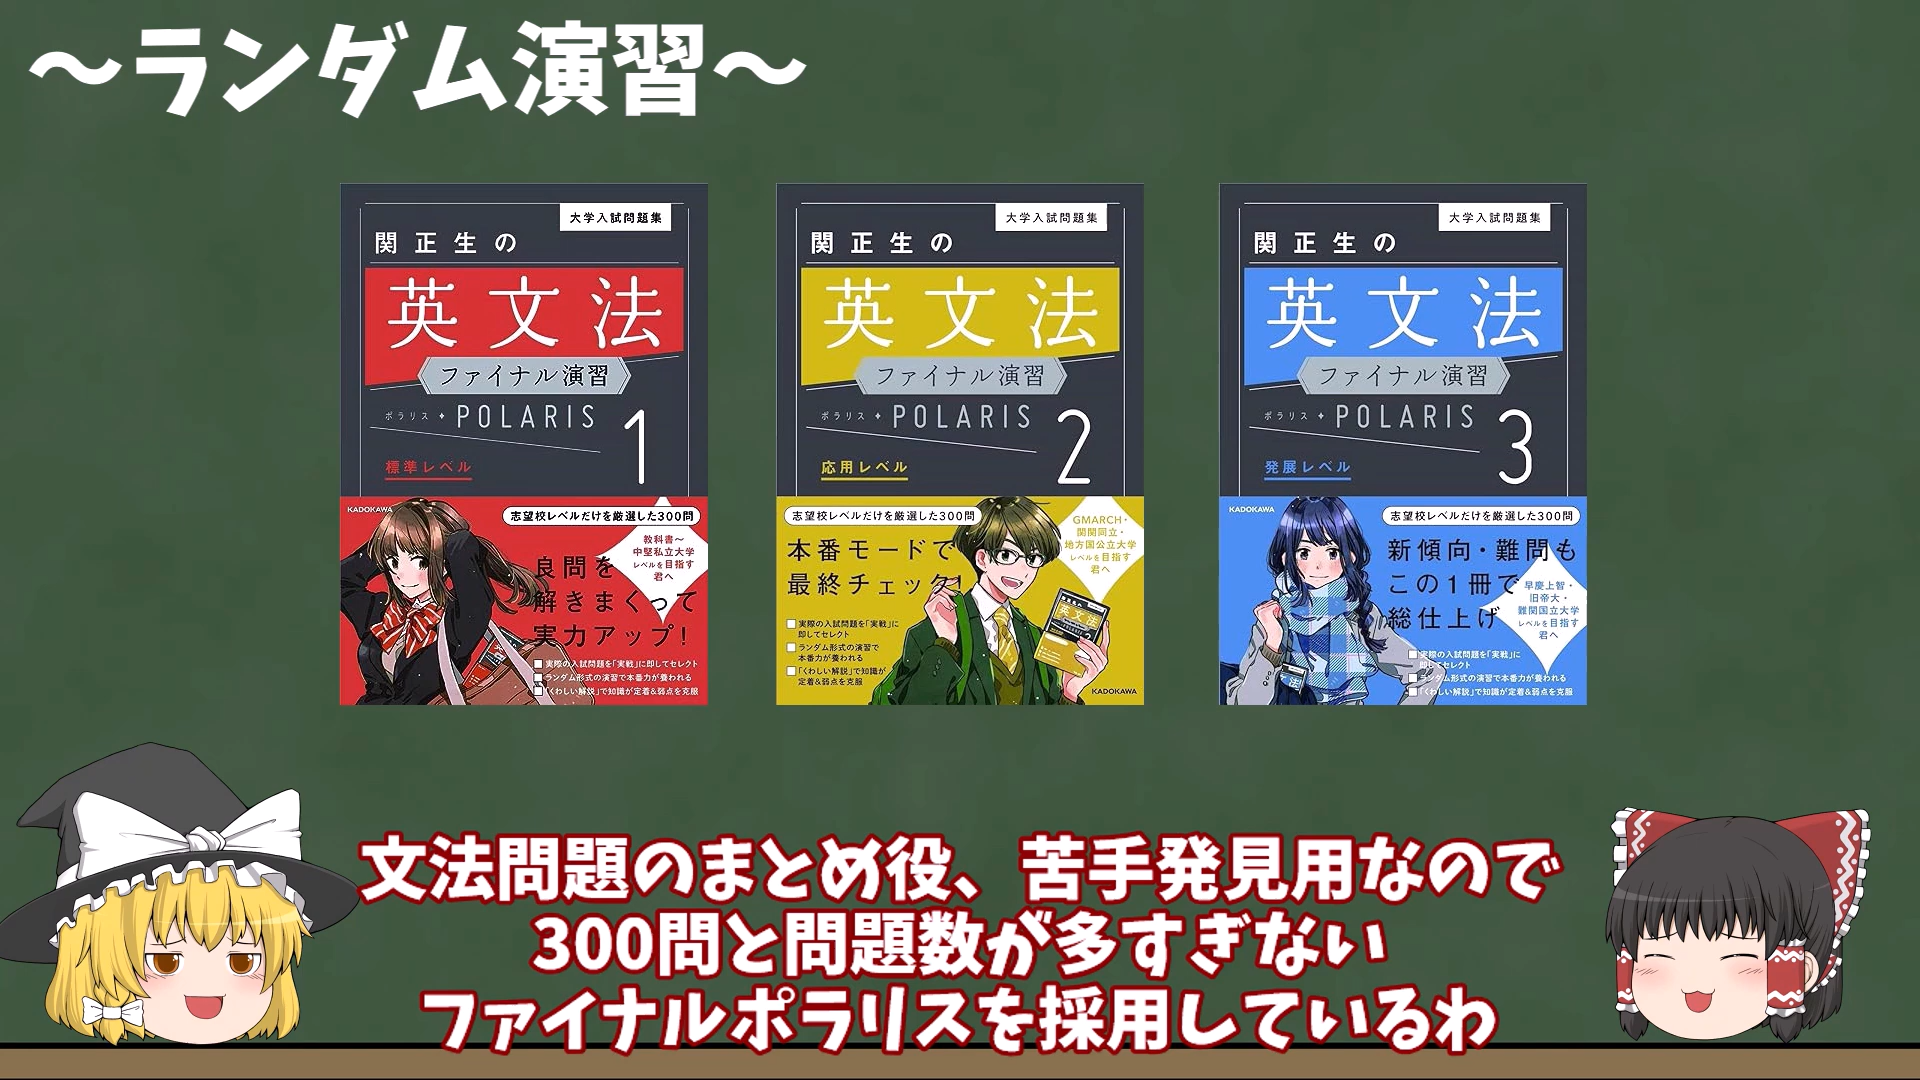 ～ランダム演習～
大学入試問題集
関正生の
英文法
ファイナル演習
ポラリス+POLARIS 1
標準レベル
KADOKAWA
志望校レベルだけを厳選した300問
教科書～
中堅私立大学
レベルを目指す
君へ
良問を
解きまくって
実力アップ!
実際の入試問題を「実戦」に即してセレクト
ランダム形式の演習で本番力が養われる
「くわしい解説」で知識が定着&弱点を克服
大学入試問題集
関正生の
英文法
ファイナル演習
ポラリス+POLARIS 2
応用レベル
志望校レベルだけを厳選した300問
GMARCH・
関関同立・
地方国公立大学
レベルを目指す
君へ
本番モードで
最終チェック!
実際の入試問題を「実戦」に
即してセレクト
ランダム形式の演習で
本番力が養われる
「くわしい解説」で知識が
定着&弱点を克服
英文法
KADOKAWA
大学入試問題集
関正生の
英文法
ファイナル演習
ポラリス+POLARIS 3
発展レベル
KADOKAWA
志望校レベルだけを厳選した300問
新傾向・難問も
この1冊で
総仕上げ
早慶上智・
旧帝大・
難関国立大学
レベルを目指す
君へ
実際の入試問題を「実戦」に
即してセレクト
ランダム形式の演習で本番力が養われる
「くわしい解説」で知識が定着&弱点を克服
文法問題のまとめ役、苦手発見用なので
300問と問題数が多すぎない
ファイナルポラリスを採用しているわ